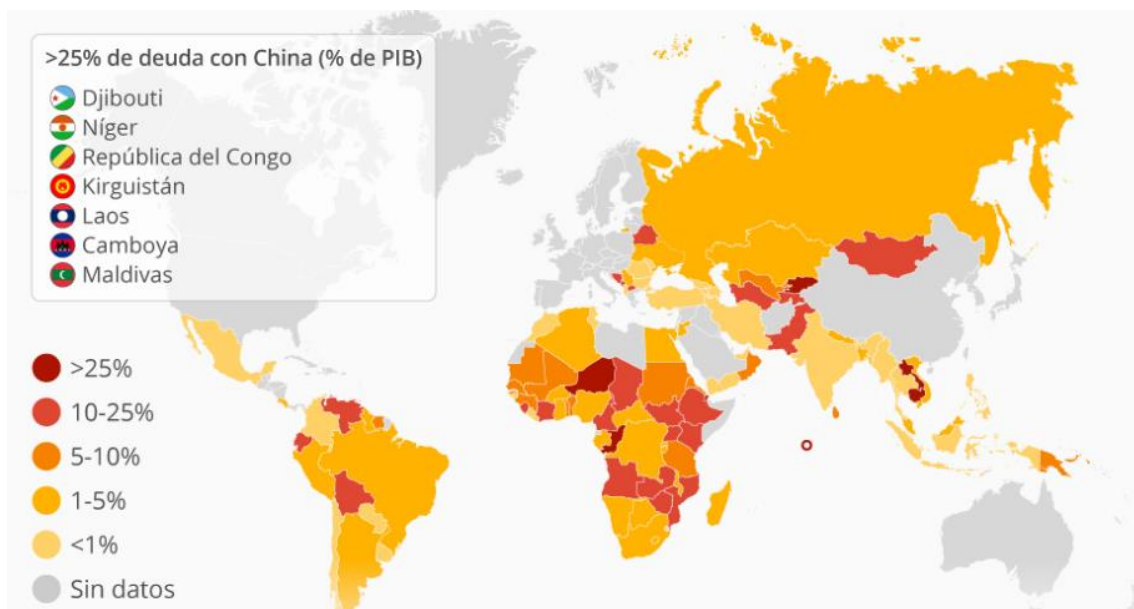 >25% de deuda con China (% de PIB)
Djibouti
Níger
República del Congo
Kirguistán
Laos
Camboya
Maldivas
>25%
10-25%
5-10%
1-5%
<1%
Sin datos